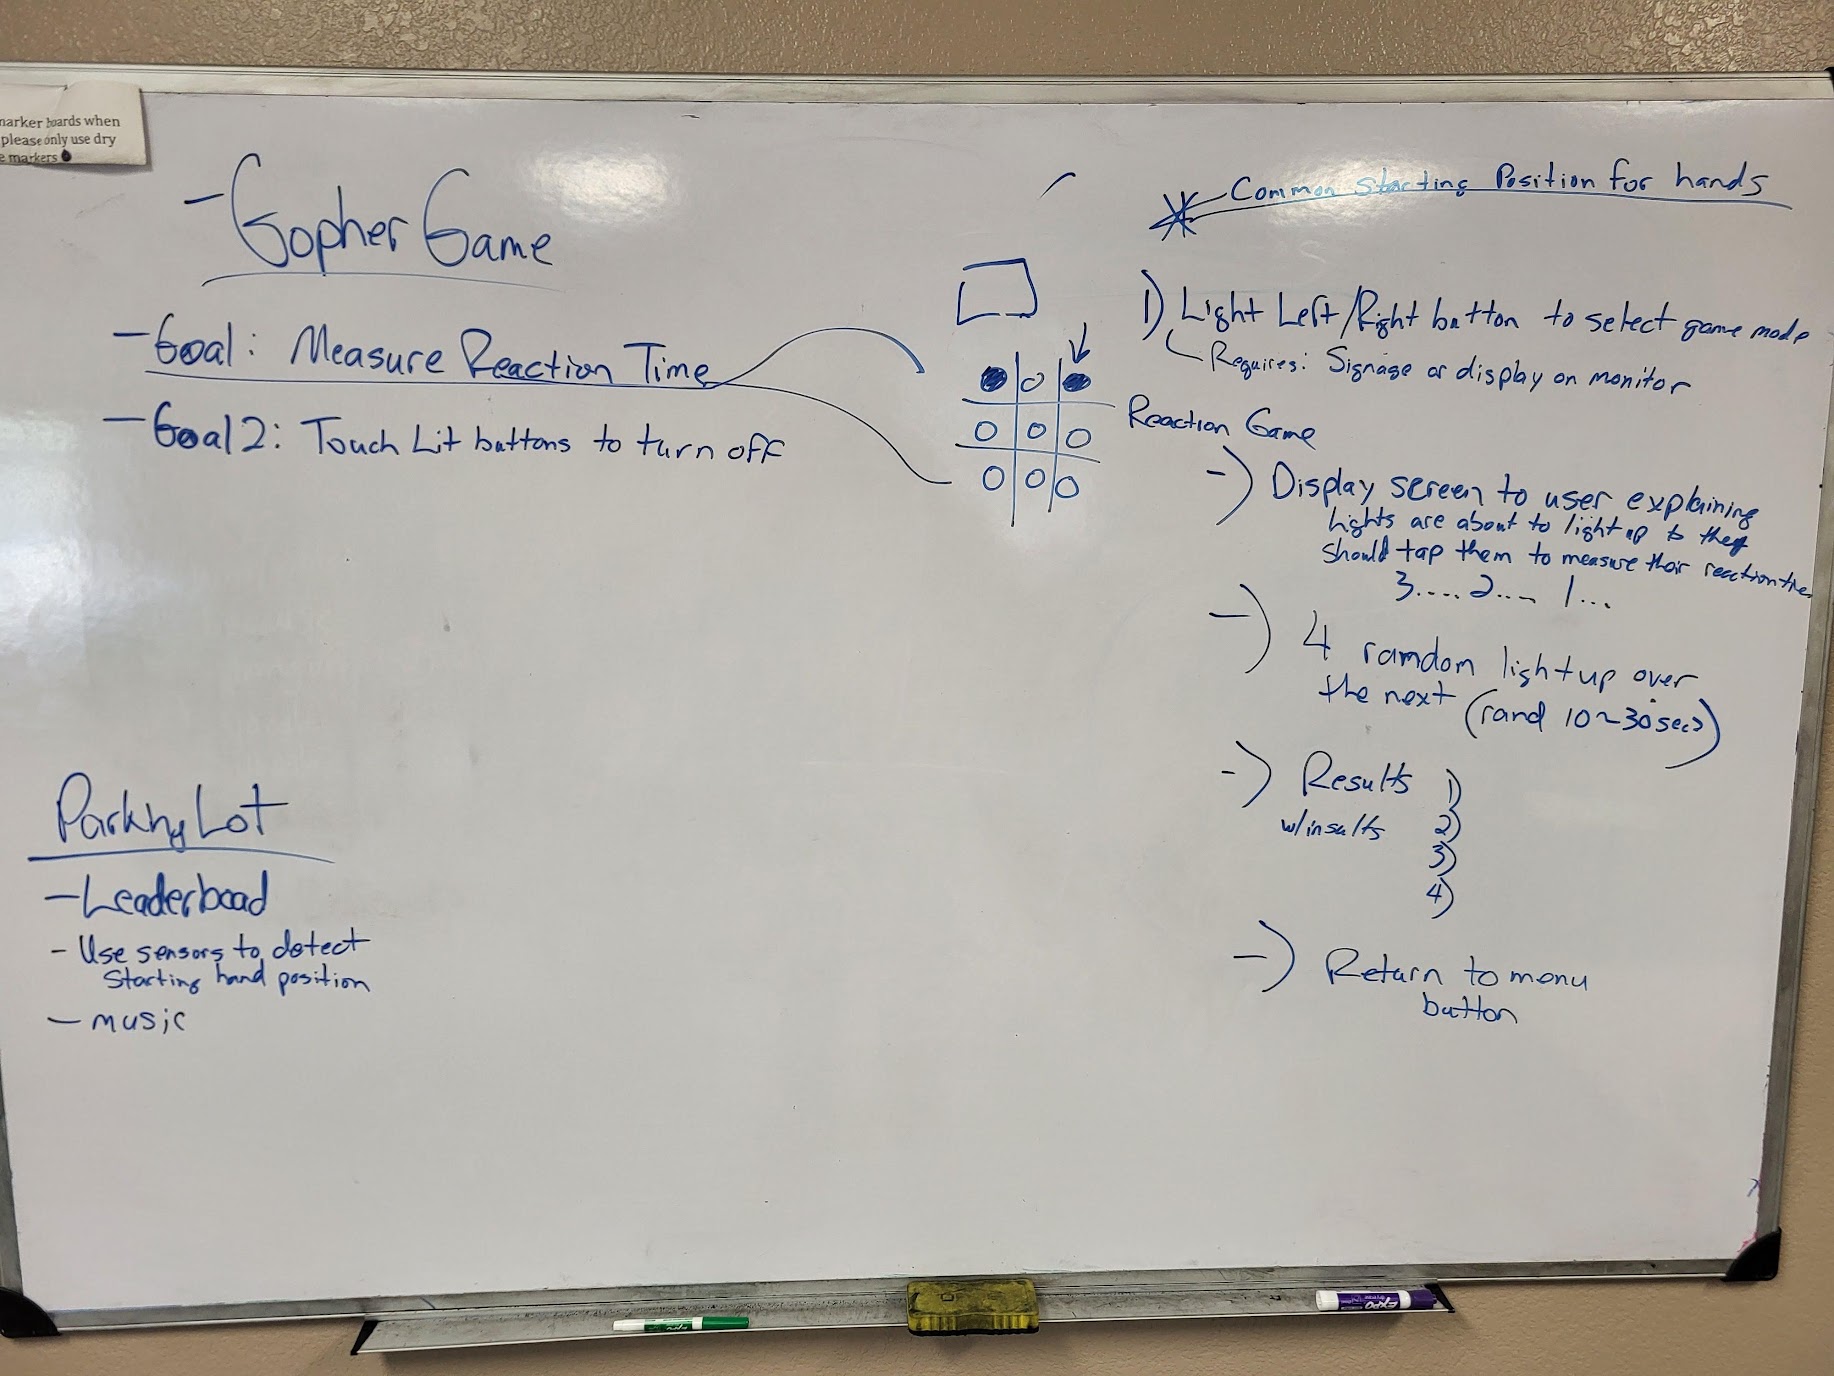 marker boards when
please only use dry
e markers
- Gopher Game
- Goal: Measure Reaction Time
- Goal 2: Touch Lit buttons to turn off
Parking Lot
- Leaderboad
- Use sensors to detect
starting hand position
- music
Common Starting Position for hands
1) Light Left/Right button to select game mode
Requires: Signage or display on monitor
Reaction Game
-) Display screen to user explaining
lights are about to light up & they
should tap them to measure their reaction time
3.... 2.... 1...
-) 4 ramdom light up over
the next (rand 10~30 secs)
-) Results 1)
w/insults 2)
3)
4)
-) Return to menu
button
EXPO